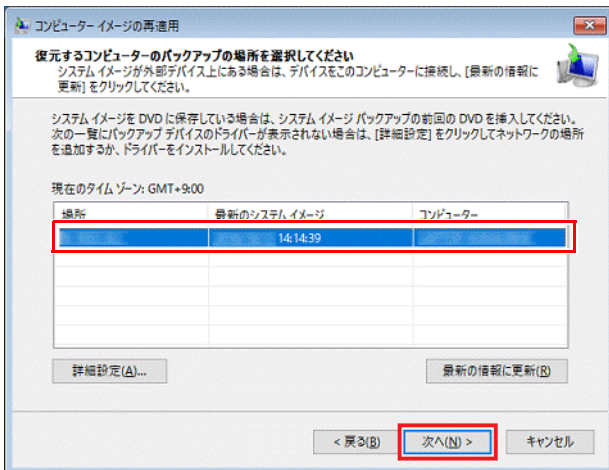 コンピューター イメージの再適用
復元するコンピューターのバックアップの場所を選択してください
システム イメージが外部デバイス上にある場合は、デバイスをこのコンピューターに接続し、[最新の情報に
更新] をクリックしてください。
システム イメージを DVD に保存している場合は、システム イメージ バックアップの前回の DVD を挿入してください。
次の一覧にバックアップ デバイスのドライバーが表示されない場合は、[詳細設定] をクリックしてネットワークの場所
を追加するか、ドライバーをインストールしてください。
現在のタイム ゾーン: GMT+9:00
場所 最新のシステム イメージ コンピューター
14:14:39
詳細設定(A)... 最新の情報に更新(R)
< 戻る(B) 次へ(N) > キャンセル